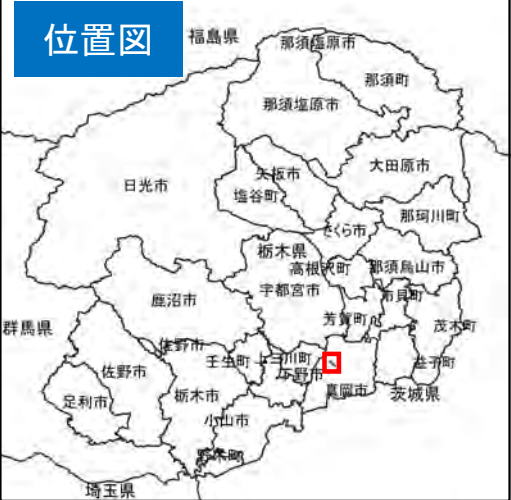 位置図
福島県
那須塩原市
那須町
那須塩原市
大田原市
矢板市
日光市
塩谷町
那珂川町
さくら市
栃木県
高根沢町
那須烏山市
宇都宮市
市貝町
鹿沼市
芳賀町
茂木町
群馬県
佐野市
壬生町
上三川町
益子町
佐野市
下野市
真岡市
茨城県
栃木市
足利市
小山市
野木町
埼玉県